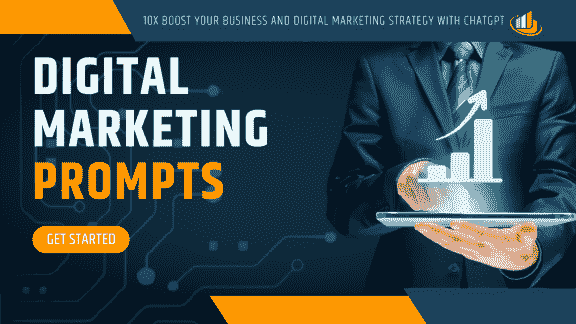 10X BOOST YOUR BUSINESS AND DIGITAL MARKETING STRATEGY WITH CHATGPT
DIGITAL
MARKETING
PROMPTS
GET STARTED